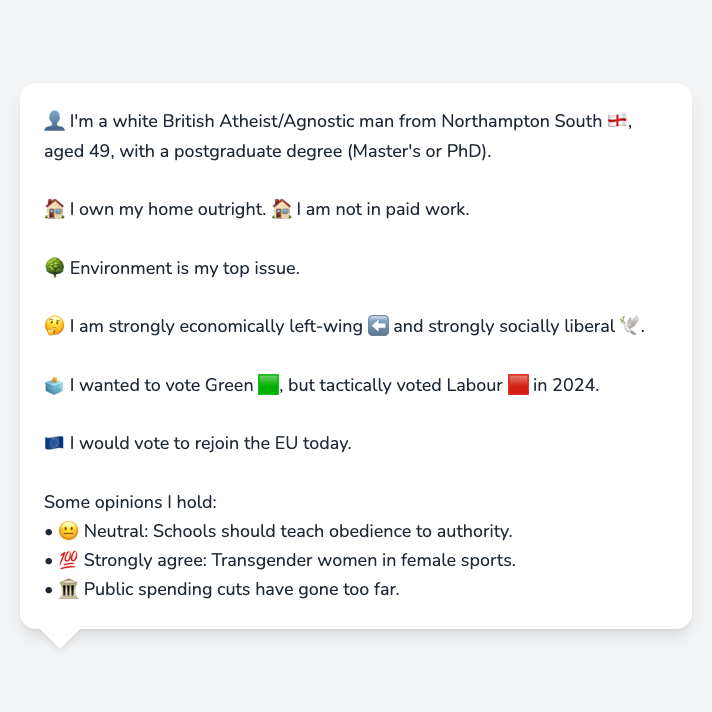 👤 I'm a white British Atheist/Agnostic man from Northampton South 🏴󠁧󠁢󠁥󠁮󠁧󠁿,
aged 49, with a postgraduate degree (Master's or PhD).
🏠 I own my home outright. 🏠 I am not in paid work.
🌳 Environment is my top issue.
🤔 I am strongly economically left-wing ⬅️ and strongly socially liberal 🕊️.
🗳️ I wanted to vote Green 🟩, but tactically voted Labour 🟥 in 2024.
🇪🇺 I would vote to rejoin the EU today.
Some opinions I hold:
• 😐 Neutral: Schools should teach obedience to authority.
• 💯 Strongly agree: Transgender women in female sports.
• 🏛️ Public spending cuts have gone too far.